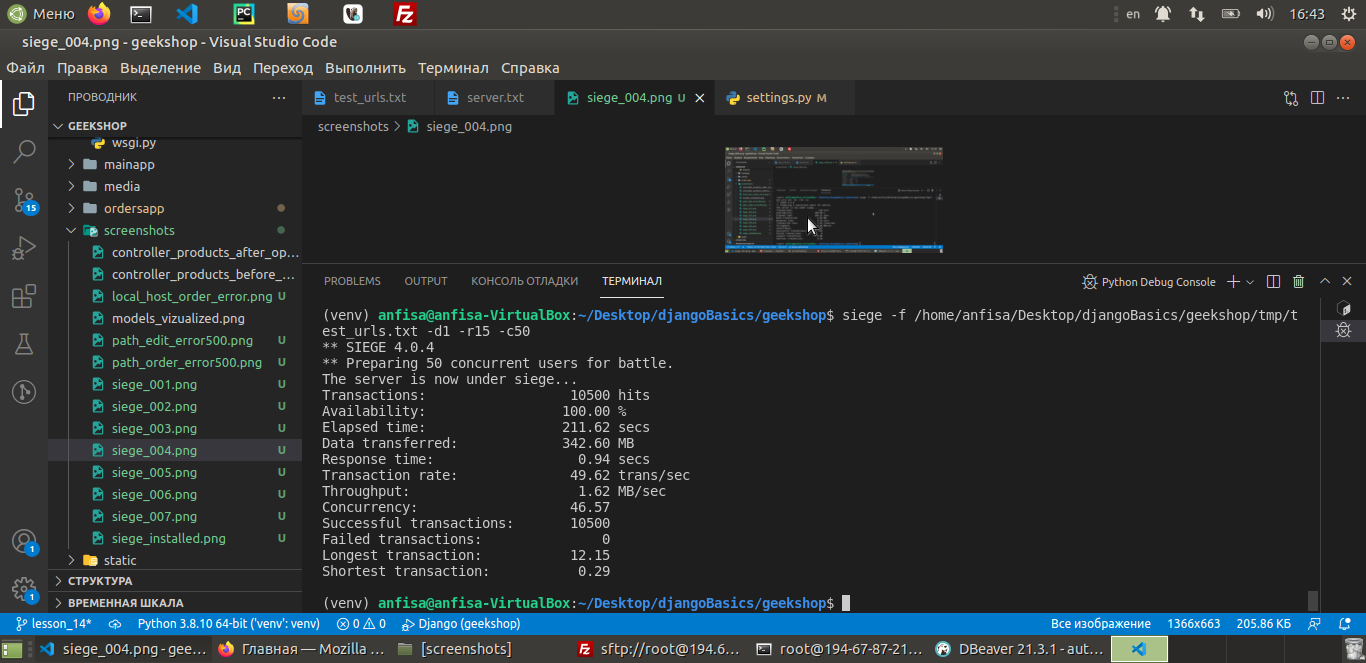 Меню
en
16:43
siege_004.png - geekshop - Visual Studio Code
Файл Правка Выделение Вид Переход Выполнить Терминал Справка
ПРОВОДНИК
GEEKSHOP
wsgi.py
mainapp
media
ordersapp
screenshots
controller_products_after_op...
controller_products_before_...
local_host_order_error.png U
models_vizualized.png
path_edit_error500.png U
path_order_error500.png U
siege_001.png U
siege_002.png U
siege_003.png U
siege_004.png U
siege_005.png U
siege_006.png U
siege_007.png U
siege_installed.png U
static
СТРУКТУРА
ВРЕМЕННАЯ ШКАЛА
15
1
1
test_urls.txt server.txt siege_004.png U settings.py M
screenshots > siege_004.png
PROBLEMS OUTPUT КОНСОЛЬ ОТЛАДКИ ТЕРМИНАЛ
Python Debug Console
(venv) anfisa@anfisa-VirtualBox:~/Desktop/djangoBasics/geekshop$ siege -f /home/anfisa/Desktop/djangoBasics/geekshop/tmp/t
est_urls.txt -d1 -r15 -c50
** SIEGE 4.0.4
** Preparing 50 concurrent users for battle.
The server is now under siege...
Transactions: 10500 hits
Availability: 100.00 %
Elapsed time: 211.62 secs
Data transferred: 342.60 MB
Response time: 0.94 secs
Transaction rate: 49.62 trans/sec
Throughput: 1.62 MB/sec
Concurrency: 46.57
Successful transactions: 10500
Failed transactions: 0
Longest transaction: 12.15
Shortest transaction: 0.29
(venv) anfisa@anfisa-VirtualBox:~/Desktop/djangoBasics/geekshop$
lesson_14* Python 3.8.10 64-bit ('venv': venv) 0 0 Django (geekshop) Все изображение 1366x663 205.86 КБ
siege_004.png - gee... Главная — Mozilla ... [screenshots] sftp://root@194.6... root@194-67-87-21... DBeaver 21.3.1 - aut...